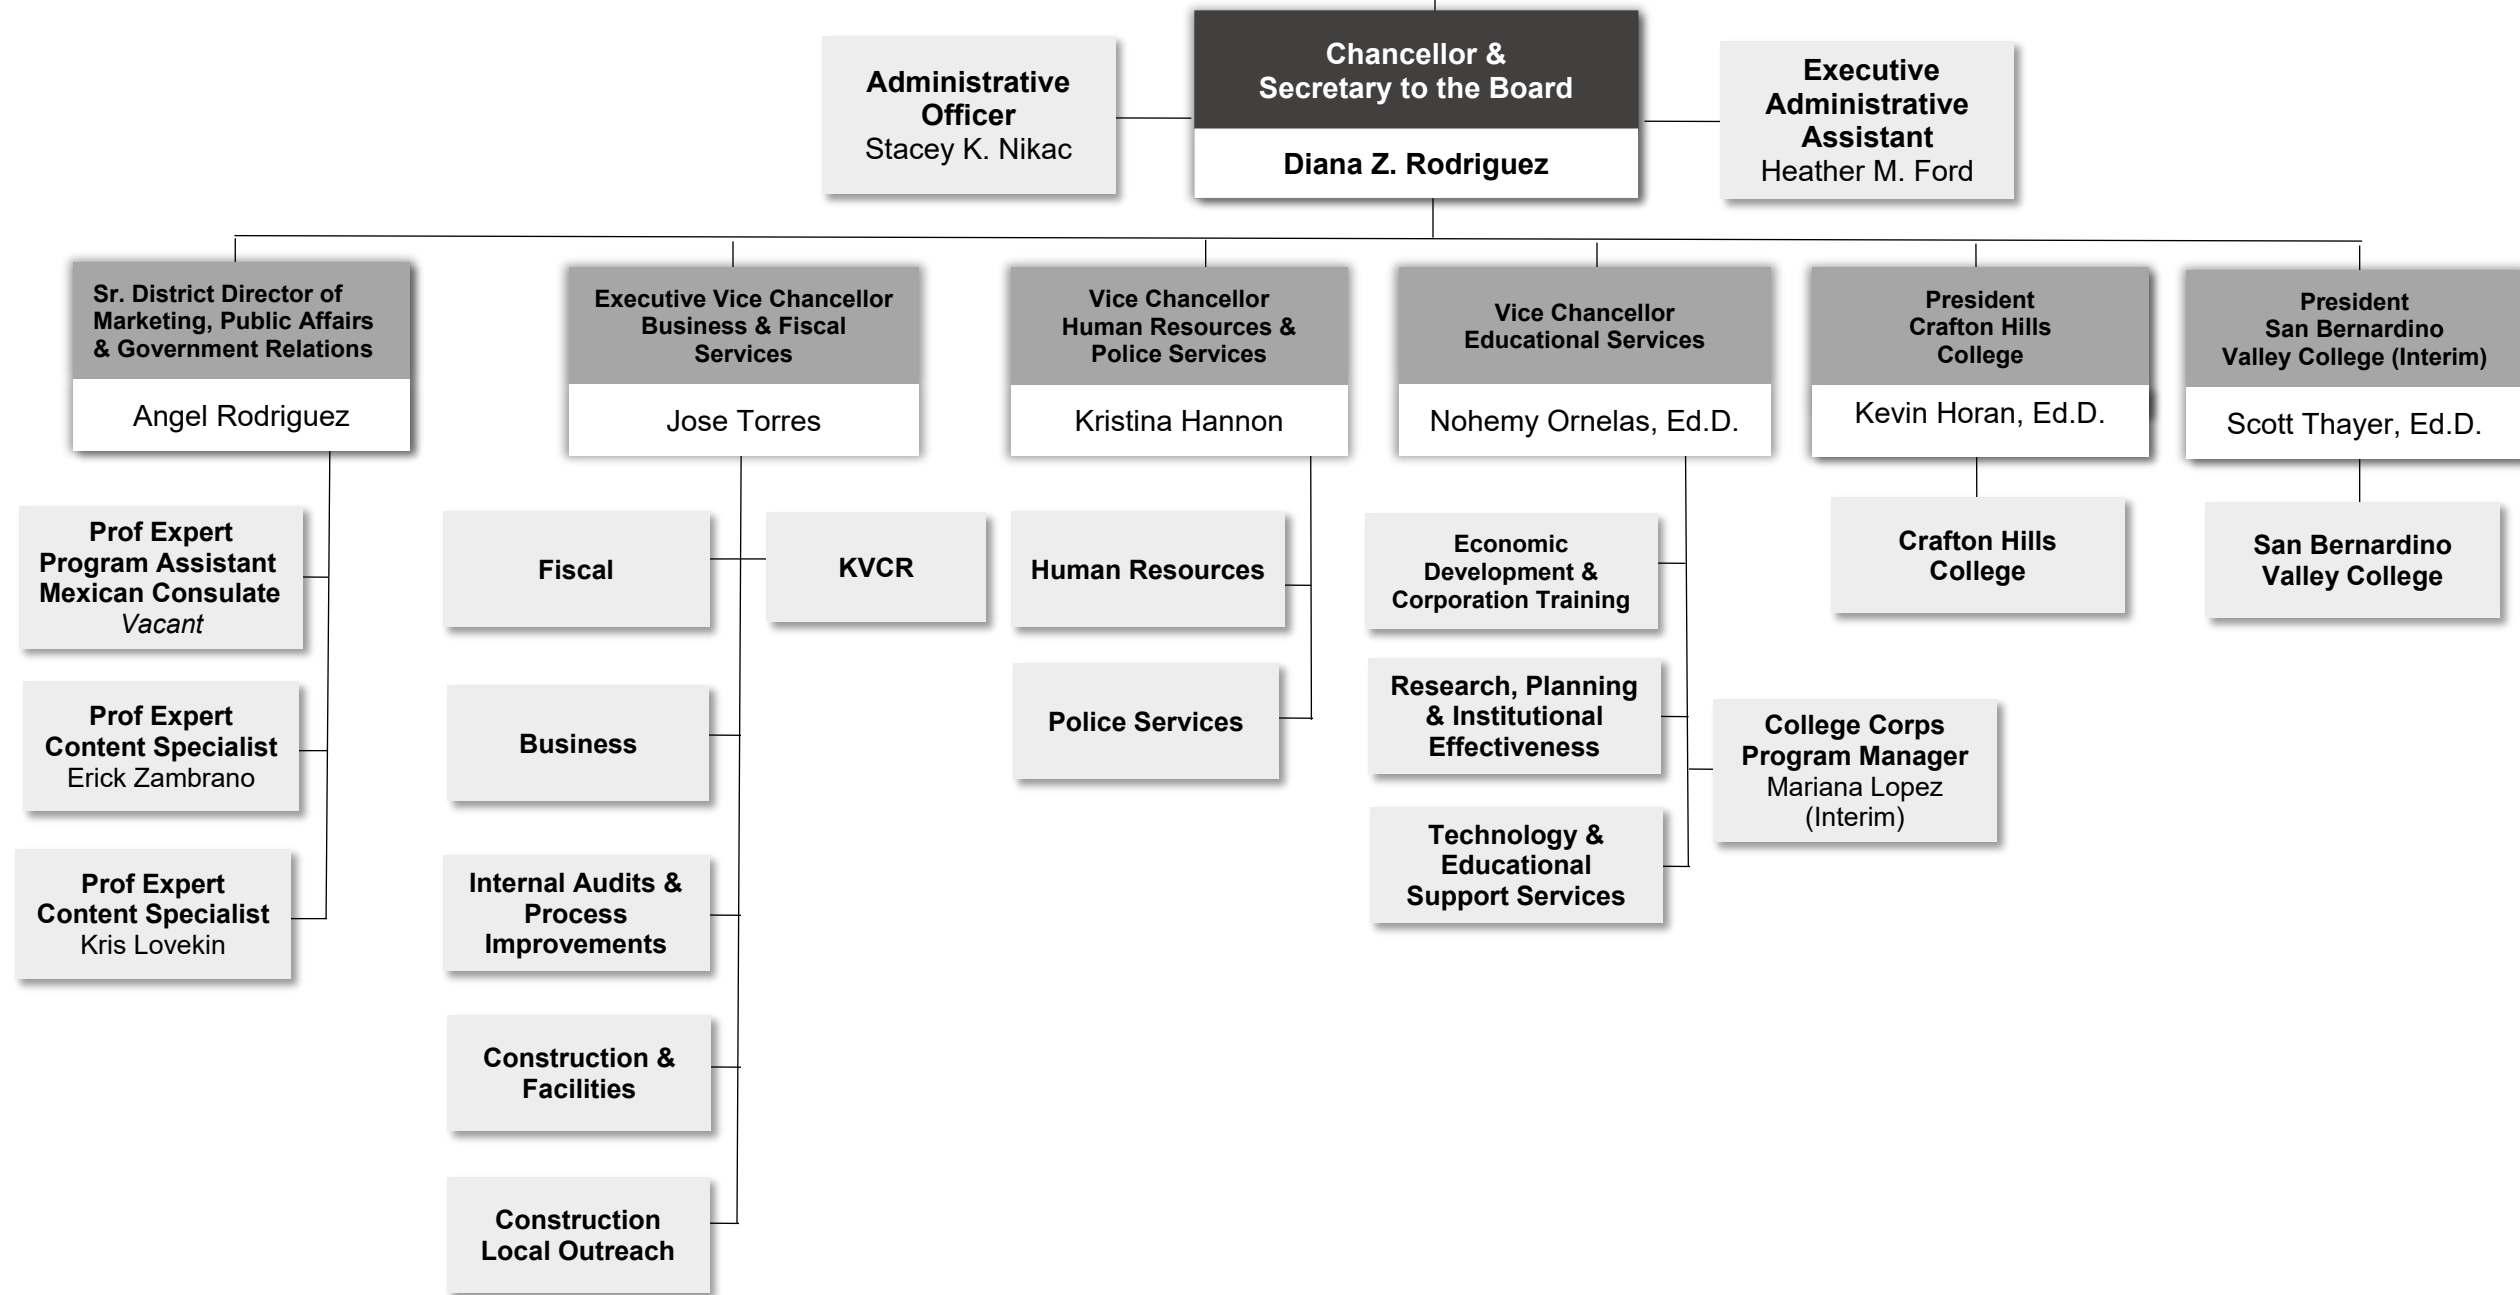 Chancellor &
Secretary to the Board
Diana Z. Rodriguez
Administrative
Officer
Stacey K. Nikac
Executive
Administrative
Assistant
Heather M. Ford
Sr. District Director of
Marketing, Public Affairs
& Government Relations
Angel Rodriguez
Executive Vice Chancellor
Business & Fiscal
Services
Jose Torres
Vice Chancellor
Human Resources &
Police Services
Kristina Hannon
Vice Chancellor
Educational Services
Nohemy Ornelas, Ed.D.
President
Crafton Hills
College
Kevin Horan, Ed.D.
President
San Bernardino
Valley College (Interim)
Scott Thayer, Ed.D.
Prof Expert
Program Assistant
Mexican Consulate
Vacant
Prof Expert
Content Specialist
Erick Zambrano
Prof Expert
Content Specialist
Kris Lovekin
Fiscal
KVCR
Business
Internal Audits &
Process
Improvements
Construction &
Facilities
Construction
Local Outreach
Human Resources
Police Services
Economic
Development &
Corporation Training
Research, Planning
& Institutional
Effectiveness
Technology &
Educational
Support Services
College Corps
Program Manager
Mariana Lopez
(Interim)
Crafton Hills
College
San Bernardino
Valley College